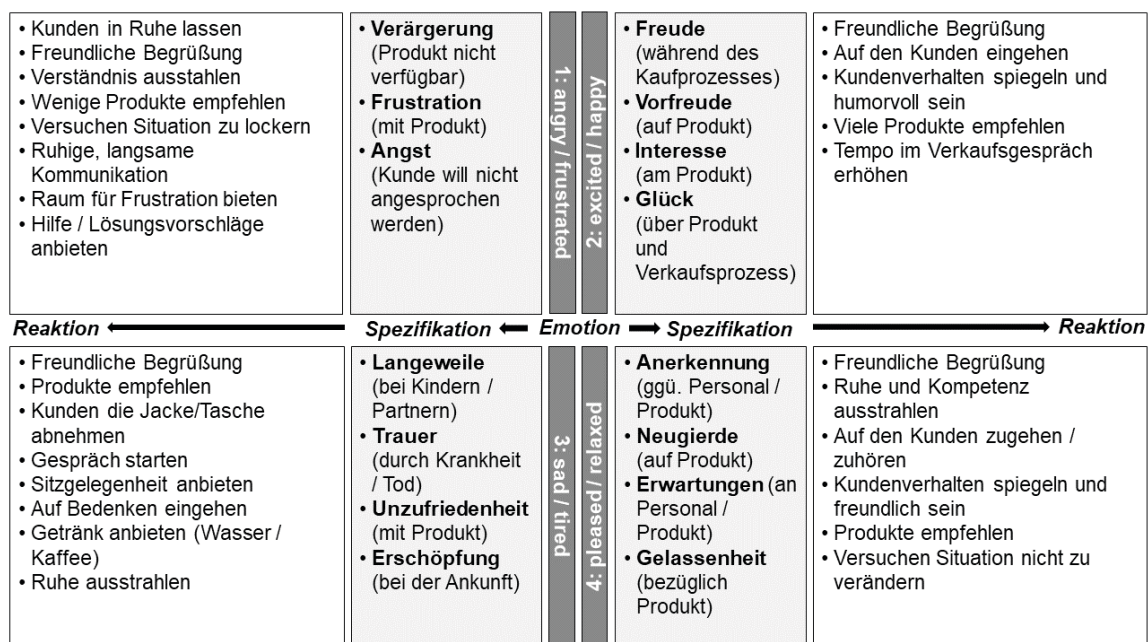 • Kunden in Ruhe lassen
• Freundliche Begrüßung
• Verständnis ausstahlen
• Wenige Produkte empfehlen
• Versuchen Situation zu lockern
• Ruhige, langsame
Kommunikation
• Raum für Frustration bieten
• Hilfe / Lösungsvorschläge
anbieten
• Verärgerung
(Produkt nicht
verfügbar)
• Frustration
(mit Produkt)
• Angst
(Kunde will nicht
angesprochen
werden)
1: angry / frustrated
2: excited / happy
• Freude
(während des
Kaufprozesses)
• Vorfreude
(auf Produkt)
• Interesse
(am Produkt)
• Glück
(über Produkt
und
Verkaufsprozess)
• Freundliche Begrüßung
• Auf den Kunden eingehen
• Kundenverhalten spiegeln und
humorvoll sein
• Viele Produkte empfehlen
• Tempo im Verkaufsgespräch
erhöhen
Reaktion Spezifikation Emotion Spezifikation Reaktion
• Freundliche Begrüßung
• Produkte empfehlen
• Kunden die Jacke/Tasche
abnehmen
• Gespräch starten
• Sitzgelegenheit anbieten
• Auf Bedenken eingehen
• Getränk anbieten (Wasser /
Kaffee)
• Ruhe ausstrahlen
• Langeweile
(bei Kindern /
Partnern)
• Trauer
(durch Krankheit
/ Tod)
• Unzufriedenheit
(mit Produkt)
• Erschöpfung
(bei der Ankunft)
3: sad / tired
4: pleased / relaxed
• Anerkennung
(ggü. Personal /
Produkt)
• Neugierde
(auf Produkt)
• Erwartungen (an
Personal /
Produkt)
• Gelassenheit
(bezüglich
Produkt)
• Freundliche Begrüßung
• Ruhe und Kompetenz
ausstrahlen
• Auf den Kunden zugehen /
zuhören
• Kundenverhalten spiegeln und
freundlich sein
• Produkte empfehlen
• Versuchen Situation nicht zu
verändern